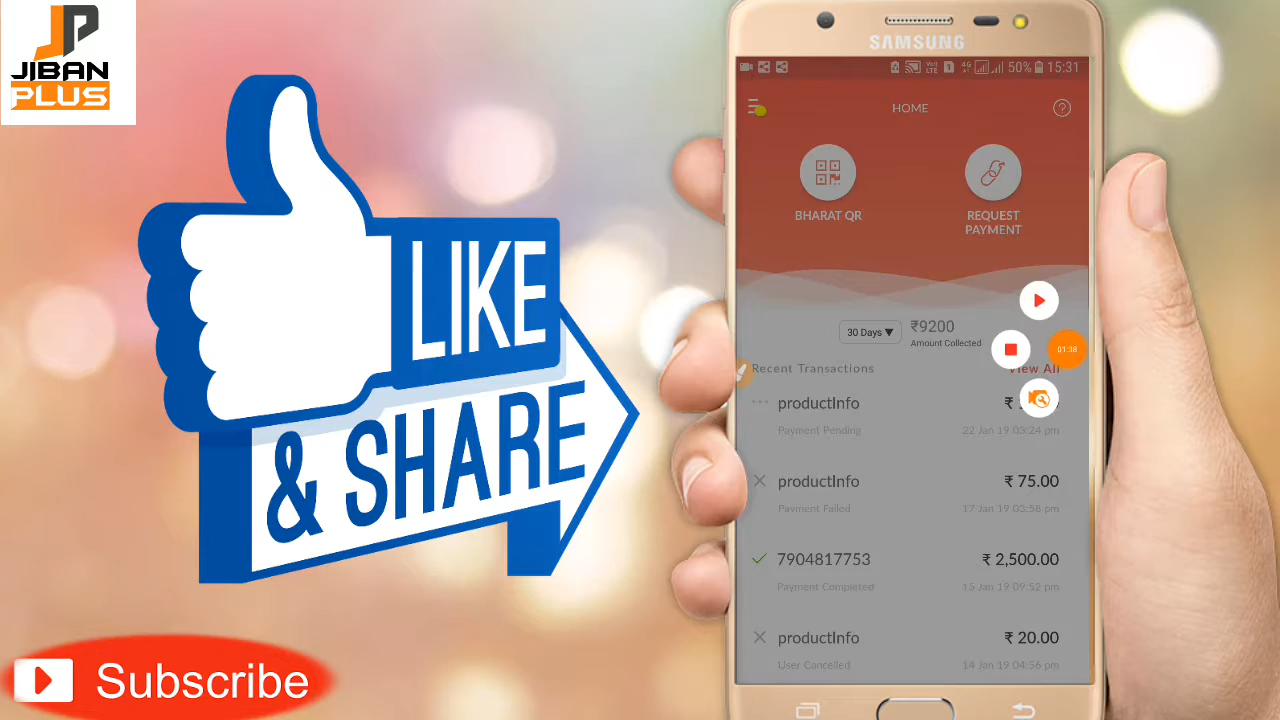 JP
JIBAN
PLUS
LIKE
& SHARE
Subscribe
SAMSUNG
50% 15:31
HOME
BHARAT QR
REQUEST
PAYMENT
30 Days ▼
₹9200
Amount Collected
01:38
Recent Transactions
View All
productInfo
₹
Payment Pending
22 Jan 19 03:24 pm
productInfo
₹ 75.00
Payment Failed
17 Jan 19 03:58 pm
7904817753
₹ 2,500.00
Payment Completed
15 Jan 19 09:52 pm
productInfo
₹ 20.00
User Cancelled
14 Jan 19 04:56 pm